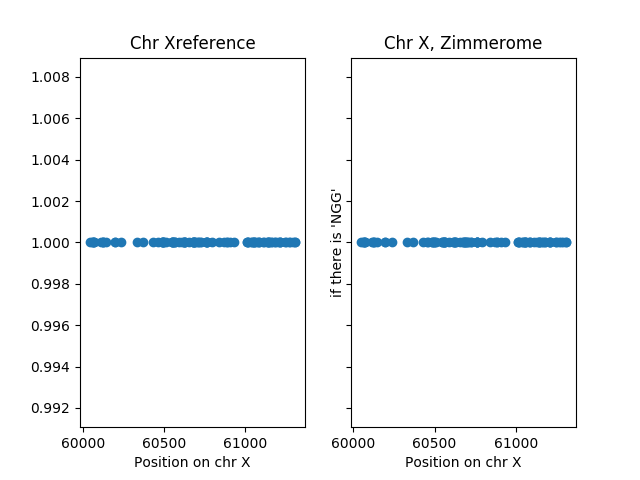 Chr Xreference
Chr X, Zimmerome
1.008
1.006
1.004
1.002
1.000
0.998
0.996
0.994
0.992
if there is 'NGG'
60000 60500 61000
60000 60500 61000
Position on chr X
Position on chr X